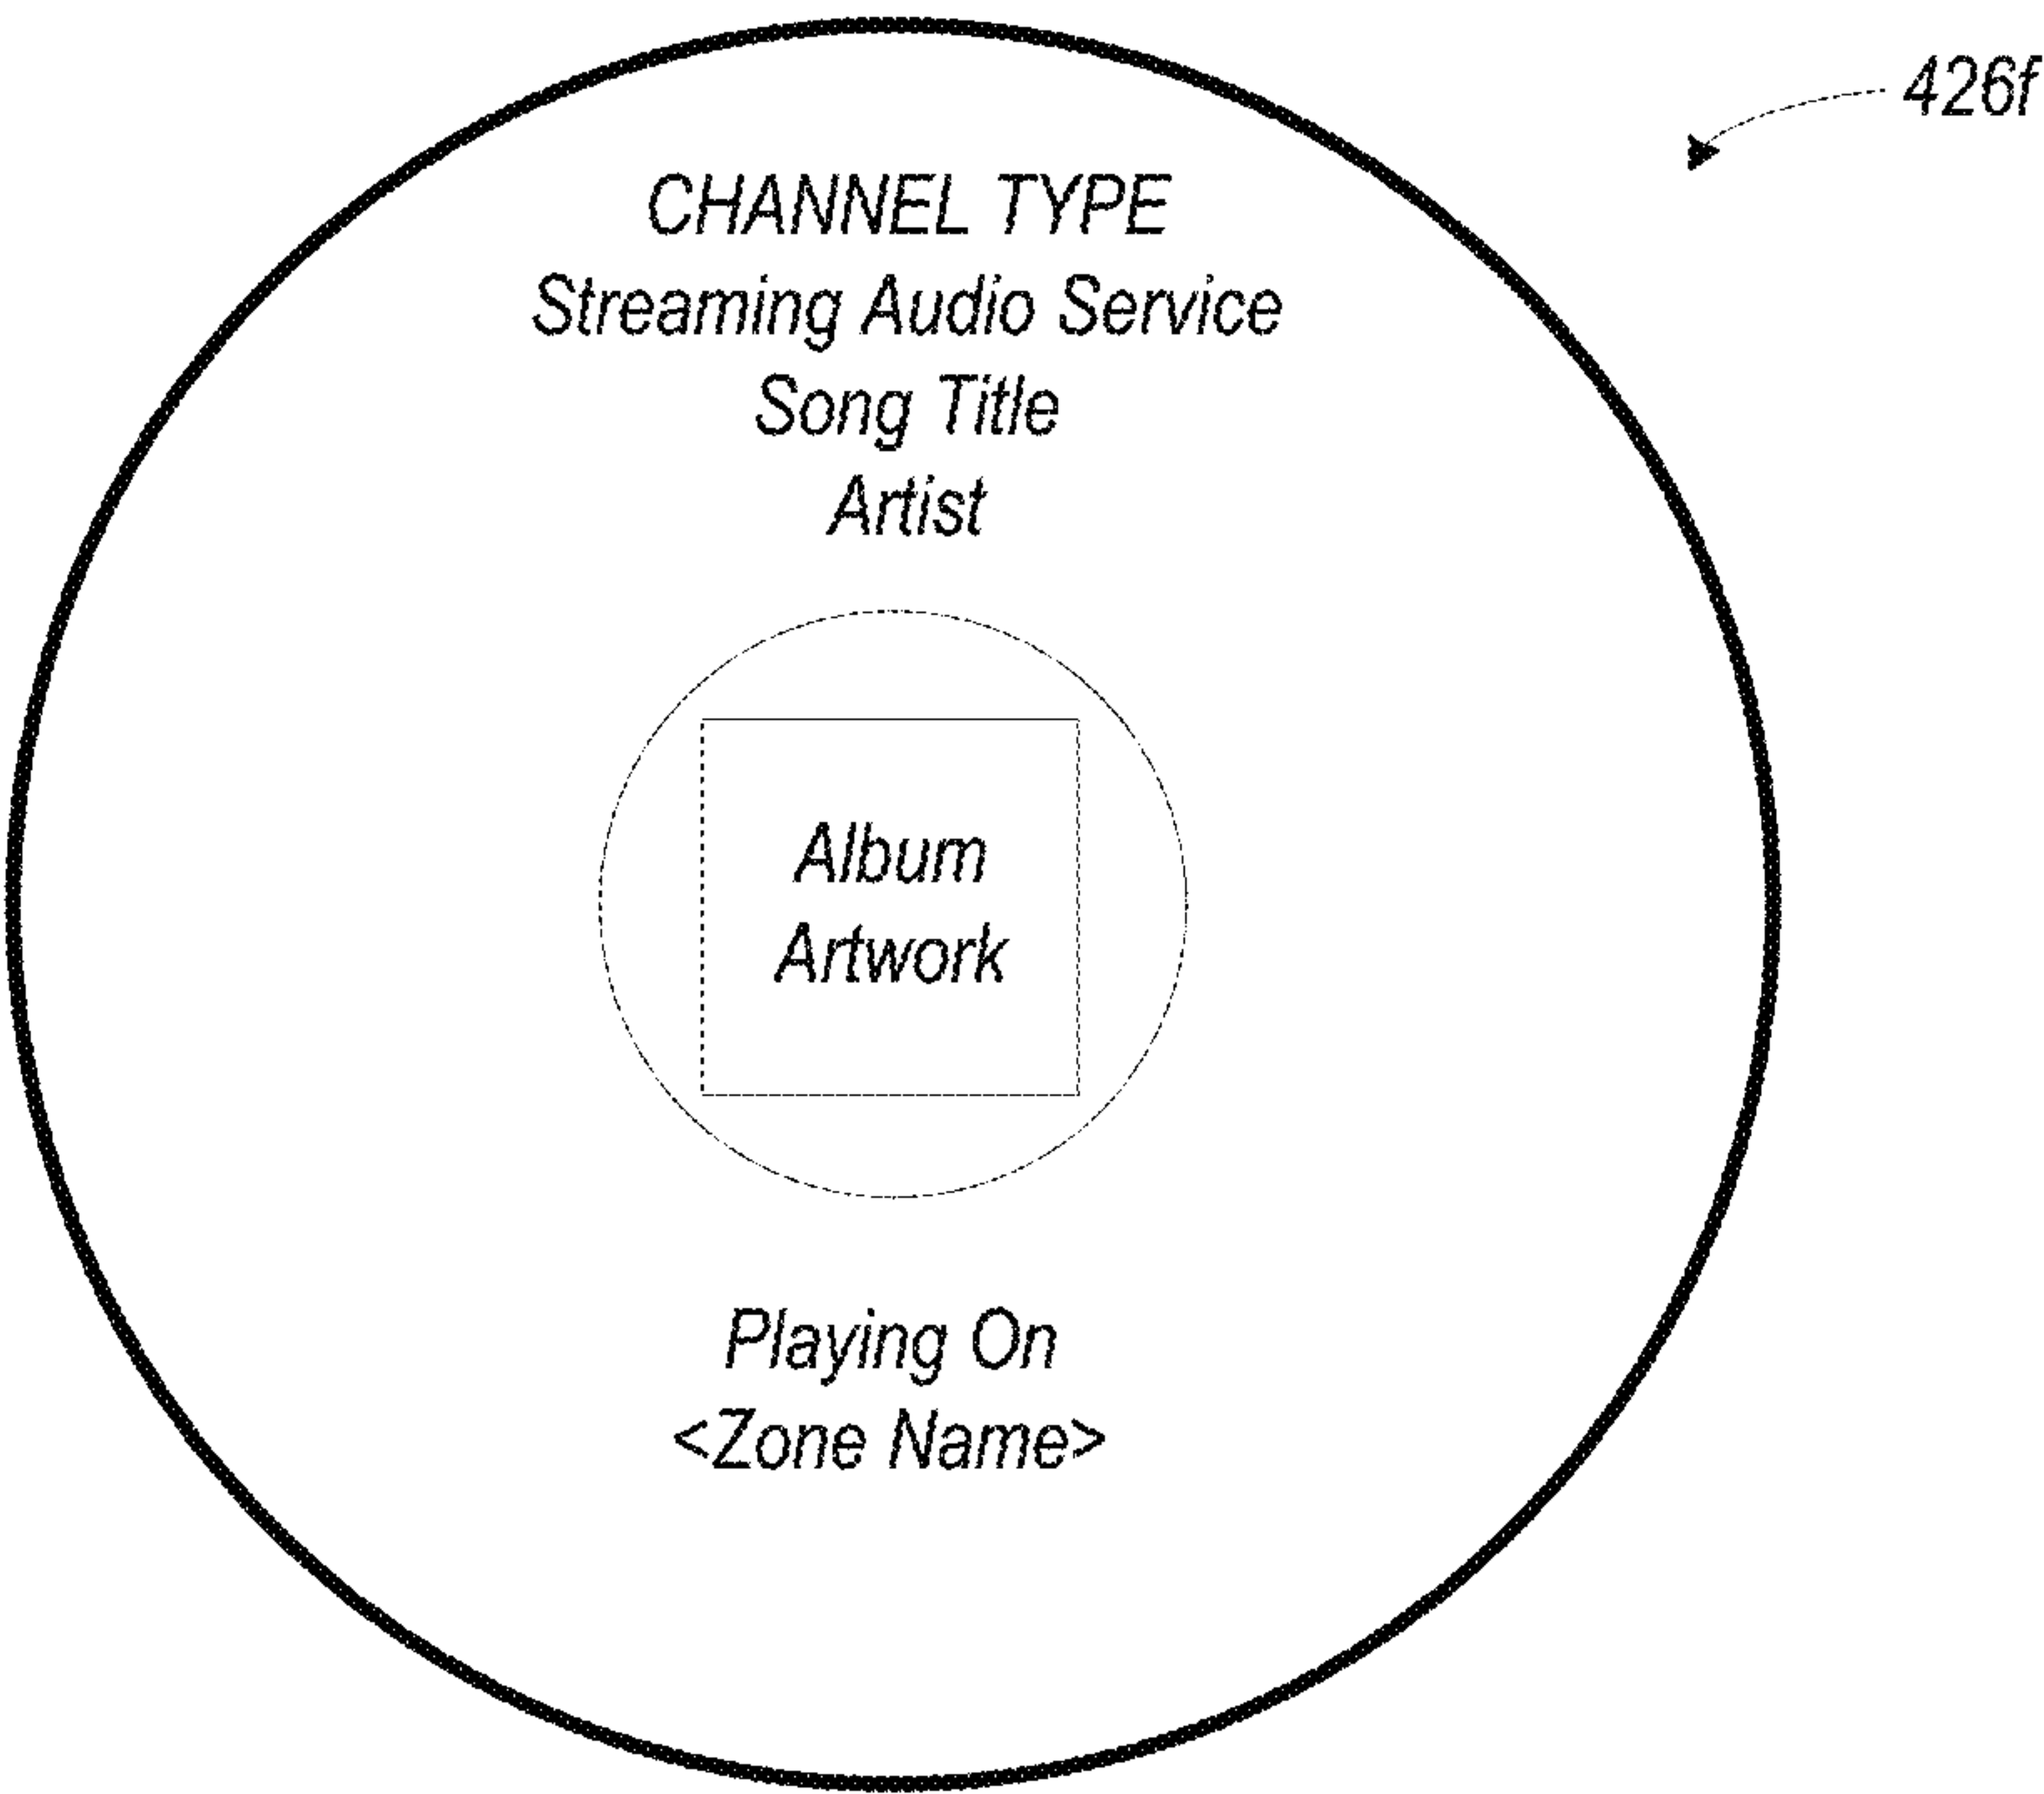 426f
CHANNEL TYPE
Streaming Audio Service
Song Title
Artist
Album
Artwork
Playing On
<Zone Name>